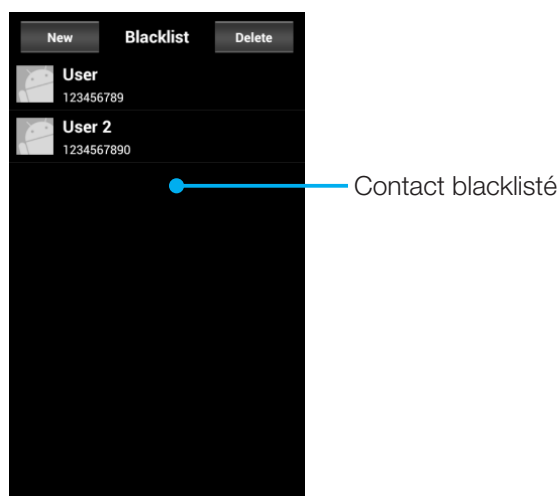 New Blacklist Delete
User
123456789
User 2
1234567890
Contact blacklisté